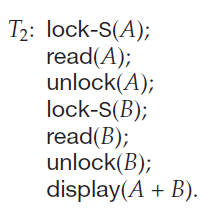 T2: lock-S(A);
read(A);
unlock(A);
lock-S(B);
read(B);
unlock(B);
display(A + B).